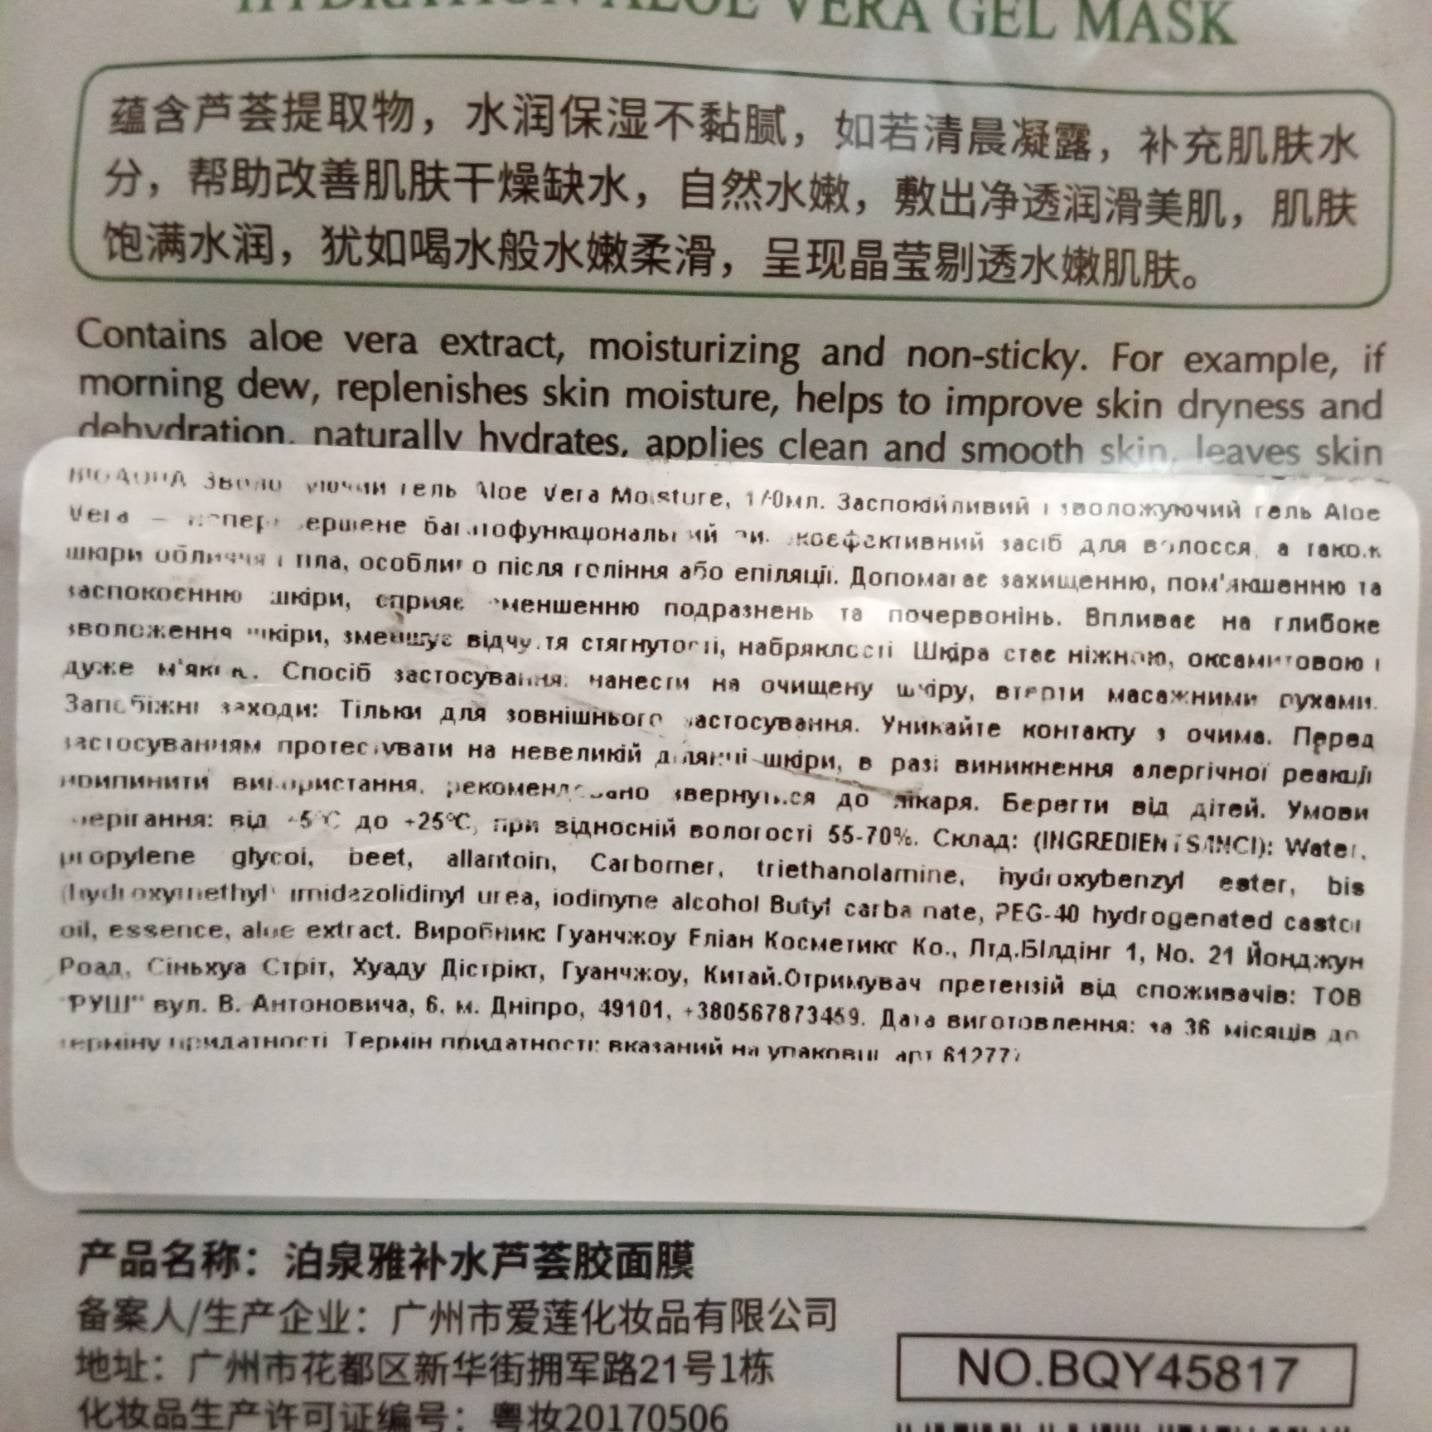 HYDRATION ALOE VERA GEL MASK
蕴含芦荟提取物，水润保湿不黏腻，如若清晨凝露，补充肌肤水
分，帮助改善肌肤干燥缺水，自然水嫩，敷出净透润滑美肌，肌肤
饱满水润，犹如喝水般水嫩柔滑，呈现晶莹剔透水嫩肌肤。
Contains aloe vera extract, moisturizing and non-sticky. For example, if
morning dew, replenishes skin moisture, helps to improve skin dryness and
dehydration, naturally hydrates, applies clean and smooth skin, leaves skin
гель Aloe Vera Moisture, 170мл. Заспокійливий і зволожуючий гель Aloe
Vera – неперевершене багатофункціональний високоефективний засіб для волосся, а також
шкіри обличчя і тіла, особливо після гоління або епіляції. Допомагає захищенню, пом'якшенню та
заспокоєнню шкіри, сприяє зменшенню подразнень та почервонінь. Впливає на глибоке
зволоження шкіри, зменшує відчуття стягнутості, набряклості. Шкіра стає ніжною, оксамитовою і
дуже м'якою. Спосіб застосування: нанести на очищену шкіру, втерти масажними рухами.
Запобіжні заходи: Тільки для зовнішнього застосування. Уникайте контакту з очима. Перед
застосуванням протестувати на невеликій ділянці шкіри, в разі виникнення алергічної реакції
припинити використання, рекомендовано звернутися до лікаря. Берегти від дітей. Умови
зберігання: від +5°C до +25°C, при відносній вологості 55-70%. Склад: (INGREDIENTS/INCI): Water,
propylene glycol, beet, allantoin, Carbomer, triethanolamine, hydroxybenzyl ester, bis
(hydroxymethyl) imidazolidinyl urea, iodinyne alcohol Butyl carba nate, PEG-40 hydrogenated castor
oil, essence, aloe extract. Виробник: Гуанчжоу Еліан Косметикс Ко., Лтд.Білдінг 1, No. 21 Йонджун
Роад, Сіньхуа Стріт, Хуаду Дістрікт, Гуанчжоу, Китай.Отримувач претензій від споживачів: ТОВ
"РУШ" вул. В. Антоновича, 6, м. Дніпро, 49101, +380567873459. Дата виготовлення: за 36 місяців до
терміну придатності. Термін придатності: вказаний на упаковці. арт.
产品名称：泊泉雅补水芦荟胶面膜
备案人/生产企业：广州市爱莲化妆品有限公司
地址：广州市花都区新华街拥军路21号1栋
化妆品生产许可证编号：粤妆20170506
NO.BQY45817